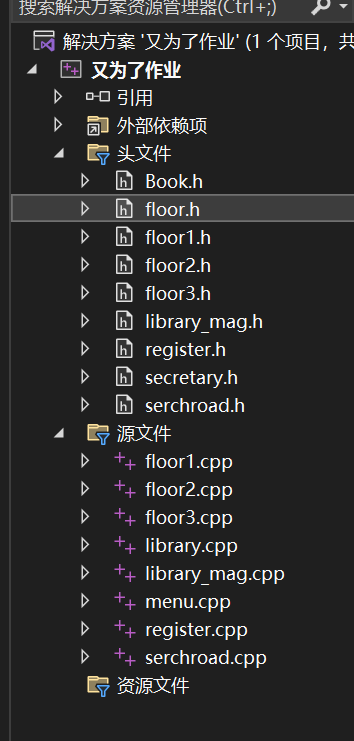 搜索解决方案资源管理器(Ctrl+;)
解决方案 '又为了作业' (1 个项目，共
又为了作业
引用
外部依赖项
头文件
Book.h
floor.h
floor1.h
floor2.h
floor3.h
library_mag.h
register.h
secretary.h
serchroad.h
源文件
floor1.cpp
floor2.cpp
floor3.cpp
library.cpp
library_mag.cpp
menu.cpp
register.cpp
serchroad.cpp
资源文件